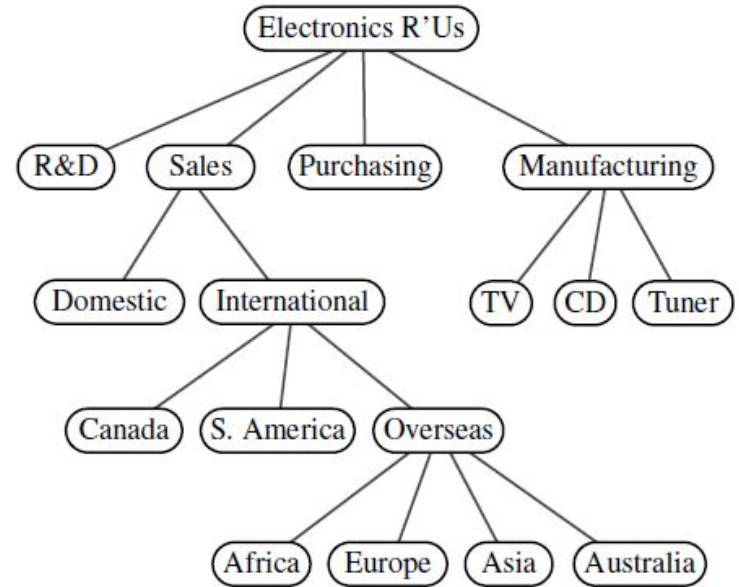 Electronics R’Us
R&D
Sales
Purchasing
Manufacturing
Domestic
International
TV
CD
Tuner
Canada
S. America
Overseas
Africa
Europe
Asia
Australia